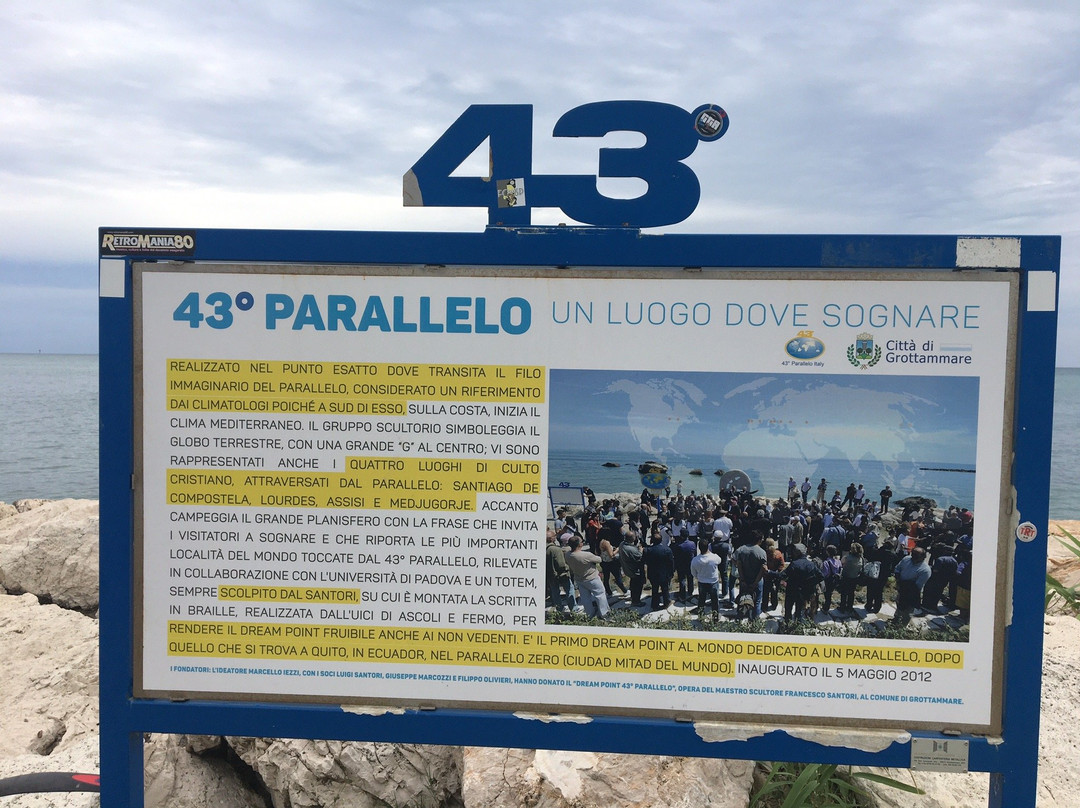 43°
RETROMANIA80
43° PARALLELO UN LUOGO DOVE SOGNARE
43
43° Parallelo Italy
Città di
Grottammare
REALIZZATO NEL PUNTO ESATTO DOVE TRANSITA IL FILO
IMMAGINARIO DEL PARALLELO, CONSIDERATO UN RIFERIMENTO
DAI CLIMATOLOGI POICHÉ A SUD DI ESSO, SULLA COSTA, INIZIA IL
CLIMA MEDITERRANEO. IL GRUPPO SCULTORIO SIMBOLEGGIA IL
GLOBO TERRESTRE, CON UNA GRANDE "G" AL CENTRO; VI SONO
RAPPRESENTATI ANCHE I QUATTRO LUOGHI DI CULTO
CRISTIANO, ATTRAVERSATI DAL PARALLELO: SANTIAGO DE
COMPOSTELA, LOURDES, ASSISI E MEDJUGORJE. ACCANTO
CAMPEGGIA IL GRANDE PLANISFERO CON LA FRASE CHE INVITA
I VISITATORI A SOGNARE E CHE RIPORTA LE PIÙ IMPORTANTI
LOCALITÀ DEL MONDO TOCCATE DAL 43° PARALLELO, RILEVATE
IN COLLABORAZIONE CON L'UNIVERSITÀ DI PADOVA E UN TOTEM,
SEMPRE SCOLPITO DAL SANTORI, SU CUI È MONTATA LA SCRITTA
IN BRAILLE, REALIZZATA DALL'UICI DI ASCOLI E FERMO, PER
RENDERE IL DREAM POINT FRUIBILE ANCHE AI NON VEDENTI. E' IL PRIMO DREAM POINT AL MONDO DEDICATO A UN PARALLELO, DOPO
QUELLO CHE SI TROVA A QUITO, IN ECUADOR, NEL PARALLELO ZERO (CIUDAD MITAD DEL MUNDO). INAUGURATO IL 5 MAGGIO 2012
I FONDATORI: L'IDEATORE MARCELLO IEZZI, CON I SOCI LUIGI SANTORI, GIUSEPPE MARCOZZI E FILIPPO OLIVIERI, HANNO DONATO IL "DREAM POINT 43° PARALLELO", OPERA DEL MAESTRO SCULTORE FRANCESCO SANTORI, AL COMUNE DI GROTTAMMARE.
43
TRT